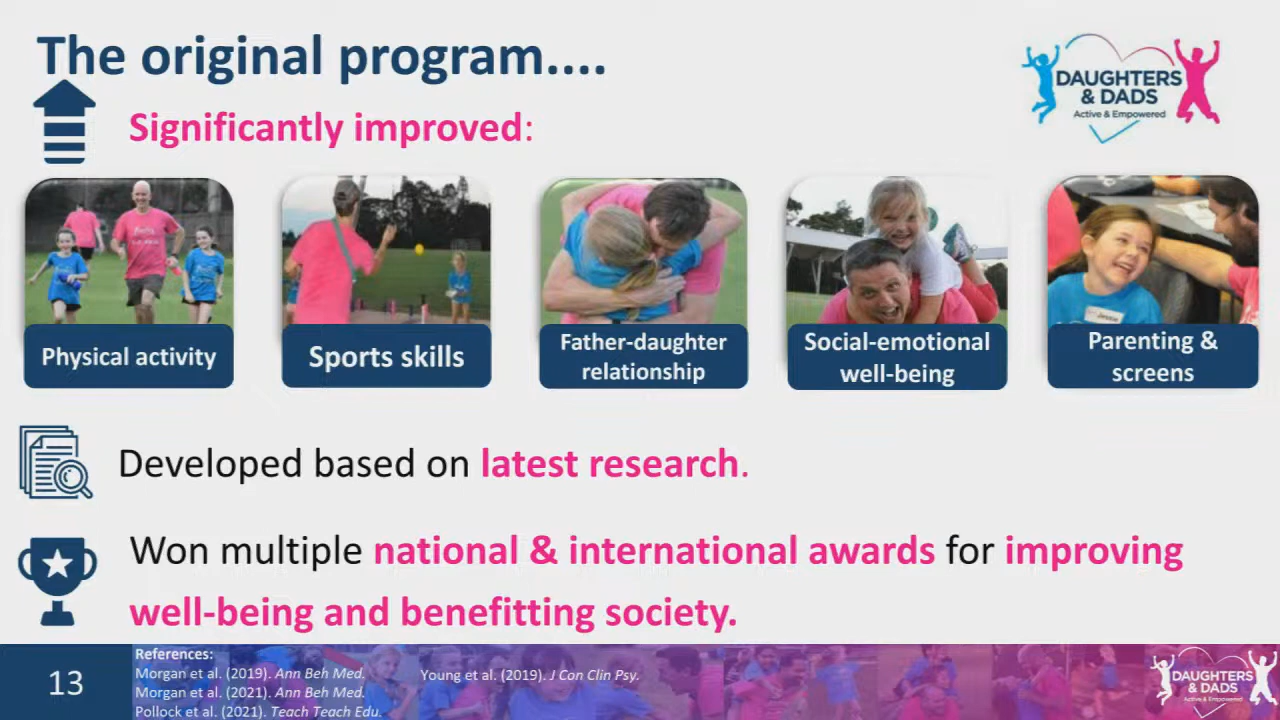 The original program....
DAUGHTERS
& DADS
Active & Empowered
Significantly improved:
Physical activity
Sports skills
Father-daughter
relationship
Social-emotional
well-being
Parenting &
screens
Developed based on latest research.
Won multiple national & international awards for improving
well-being and benefitting society.
13
References:
Morgan et al. (2019). Ann Beh Med.
Morgan et al. (2021). Ann Beh Med.
Pollock et al. (2021). Teach Teach Edu.
Young et al. (2019). J Con Clin Psy.
DAUGHTERS
& DADS
Active & Empowered